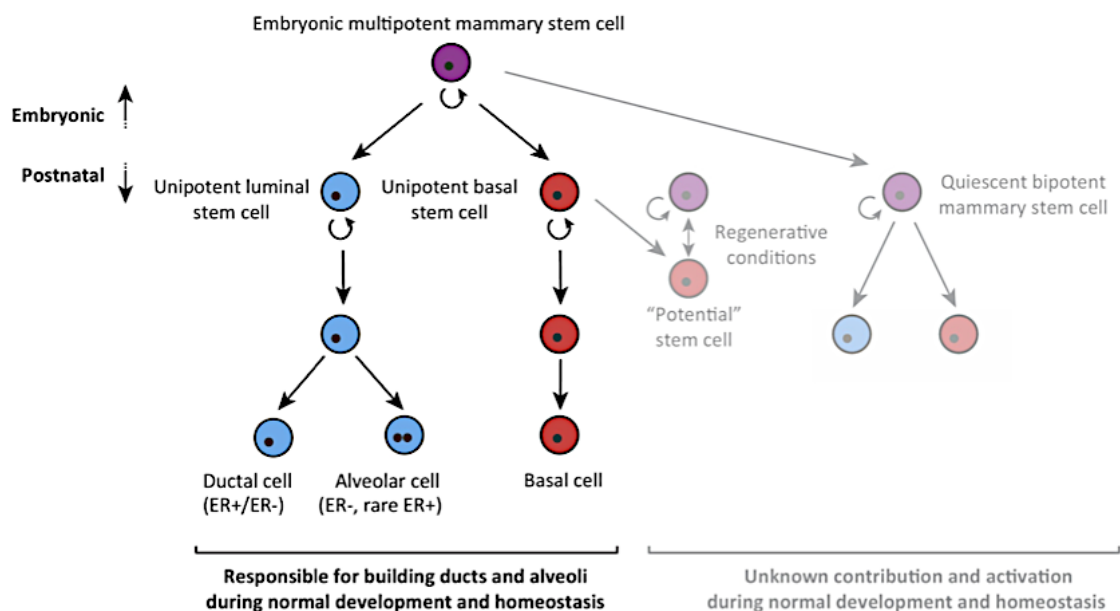 Embryonic multipotent mammary stem cell
Embryonic
Postnatal
Unipotent luminal
stem cell
Unipotent basal
stem cell
Quiescent bipotent
mammary stem cell
Regenerative
conditions
“Potential”
stem cell
Ductal cell
(ER+/ER-)
Alveolar cell
(ER-, rare ER+)
Basal cell
Responsible for building ducts and alveoli
during normal development and homeostasis
Unknown contribution and activation
during normal development and homeostasis